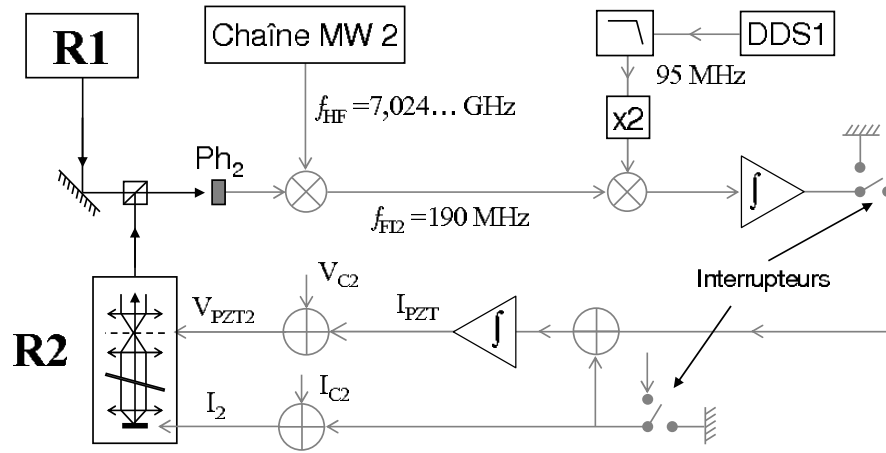 R1
Chaîne MW 2
DDS1
95 MHz
x2
f_HF =7,024… GHz
Ph₂
∫
f_FI2 =190 MHz
Interrupteurs
V_C2
V_PZT2
I_PZT
∫
R2
I_C2
I₂